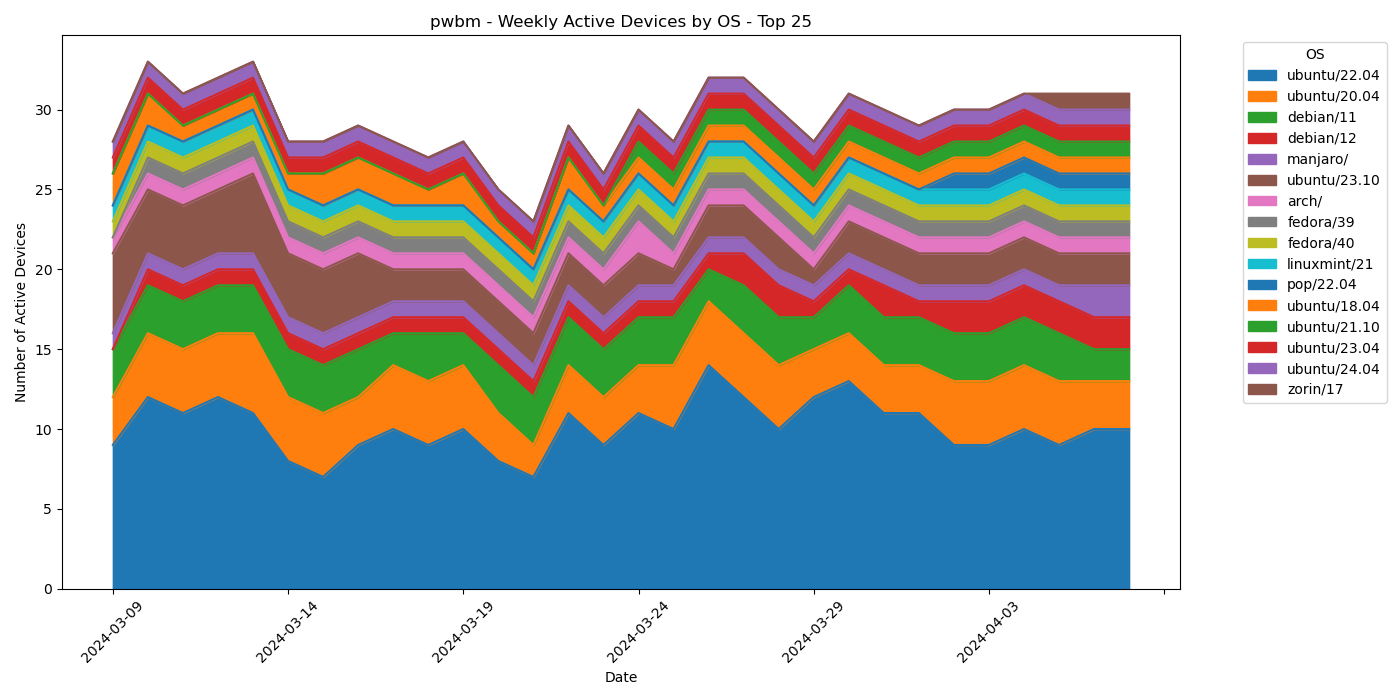 pwbm - Weekly Active Devices by OS - Top 25
Number of Active Devices
30
25
20
15
10
5
0
2024-03-09
2024-03-14
2024-03-19
2024-03-24
2024-03-29
2024-04-03
Date
OS
ubuntu/22.04
ubuntu/20.04
debian/11
debian/12
manjaro/
ubuntu/23.10
arch/
fedora/39
fedora/40
linuxmint/21
pop/22.04
ubuntu/18.04
ubuntu/21.10
ubuntu/23.04
ubuntu/24.04
zorin/17